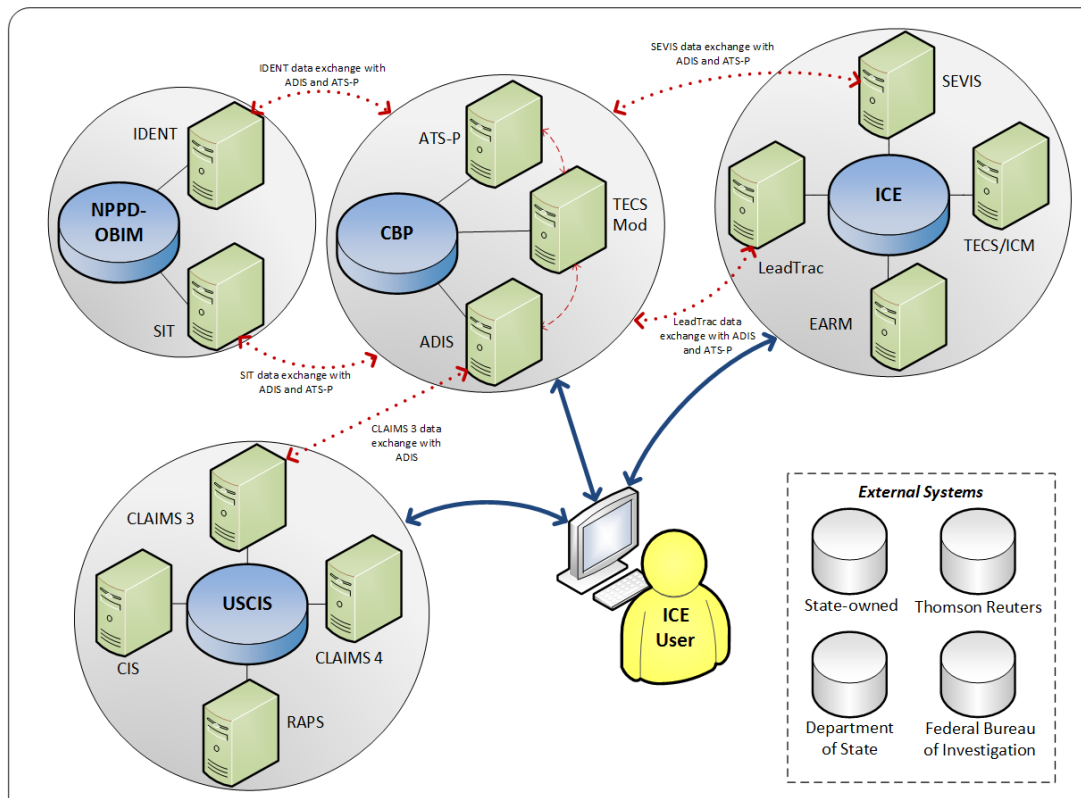 IDENT data exchange with
ADIS and ATS-P
SEVIS data exchange with
ADIS and ATS-P
IDENT
NPPD-
OBIM
SIT
ATS-P
CBP
TECS
Mod
ADIS
SEVIS
ICE
LeadTrac
TECS/ICM
EARM
LeadTrac data
exchange with ADIS
and ATS-P
SIT data exchange with
ADIS and ATS-P
CLAIMS 3 data
exchange with
ADIS
CLAIMS 3
USCIS
CIS
CLAIMS 4
RAPS
ICE
User
External Systems
State-owned
Thomson Reuters
Department
of State
Federal Bureau
of Investigation